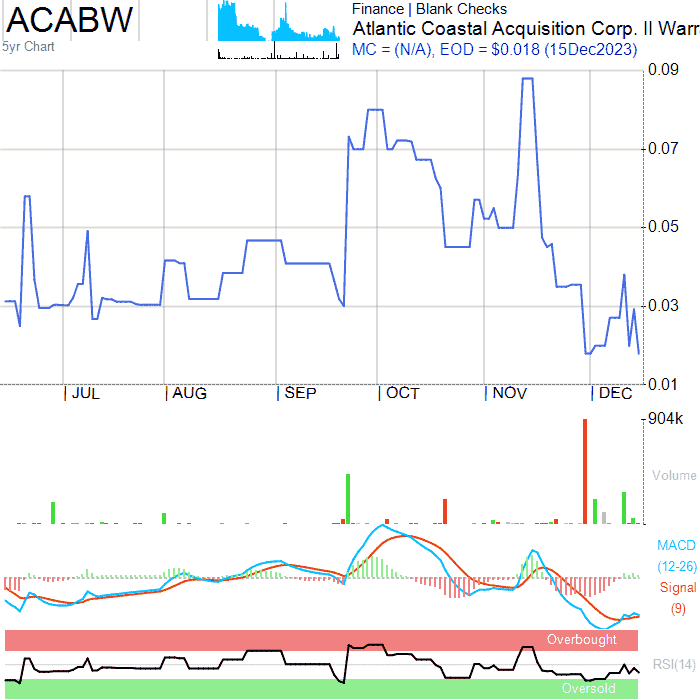 ACABW
5yr Chart
Finance | Blank Checks
Atlantic Coastal Acquisition Corp. II Warr
MC = (N/A), EOD = $0.018 (15Dec2023)
0.09
0.07
0.05
0.03
0.01
JUL AUG SEP OCT NOV DEC
904k
Volume
MACD
(12-26)
Signal
(9)
Overbought
RSI(14)
Oversold